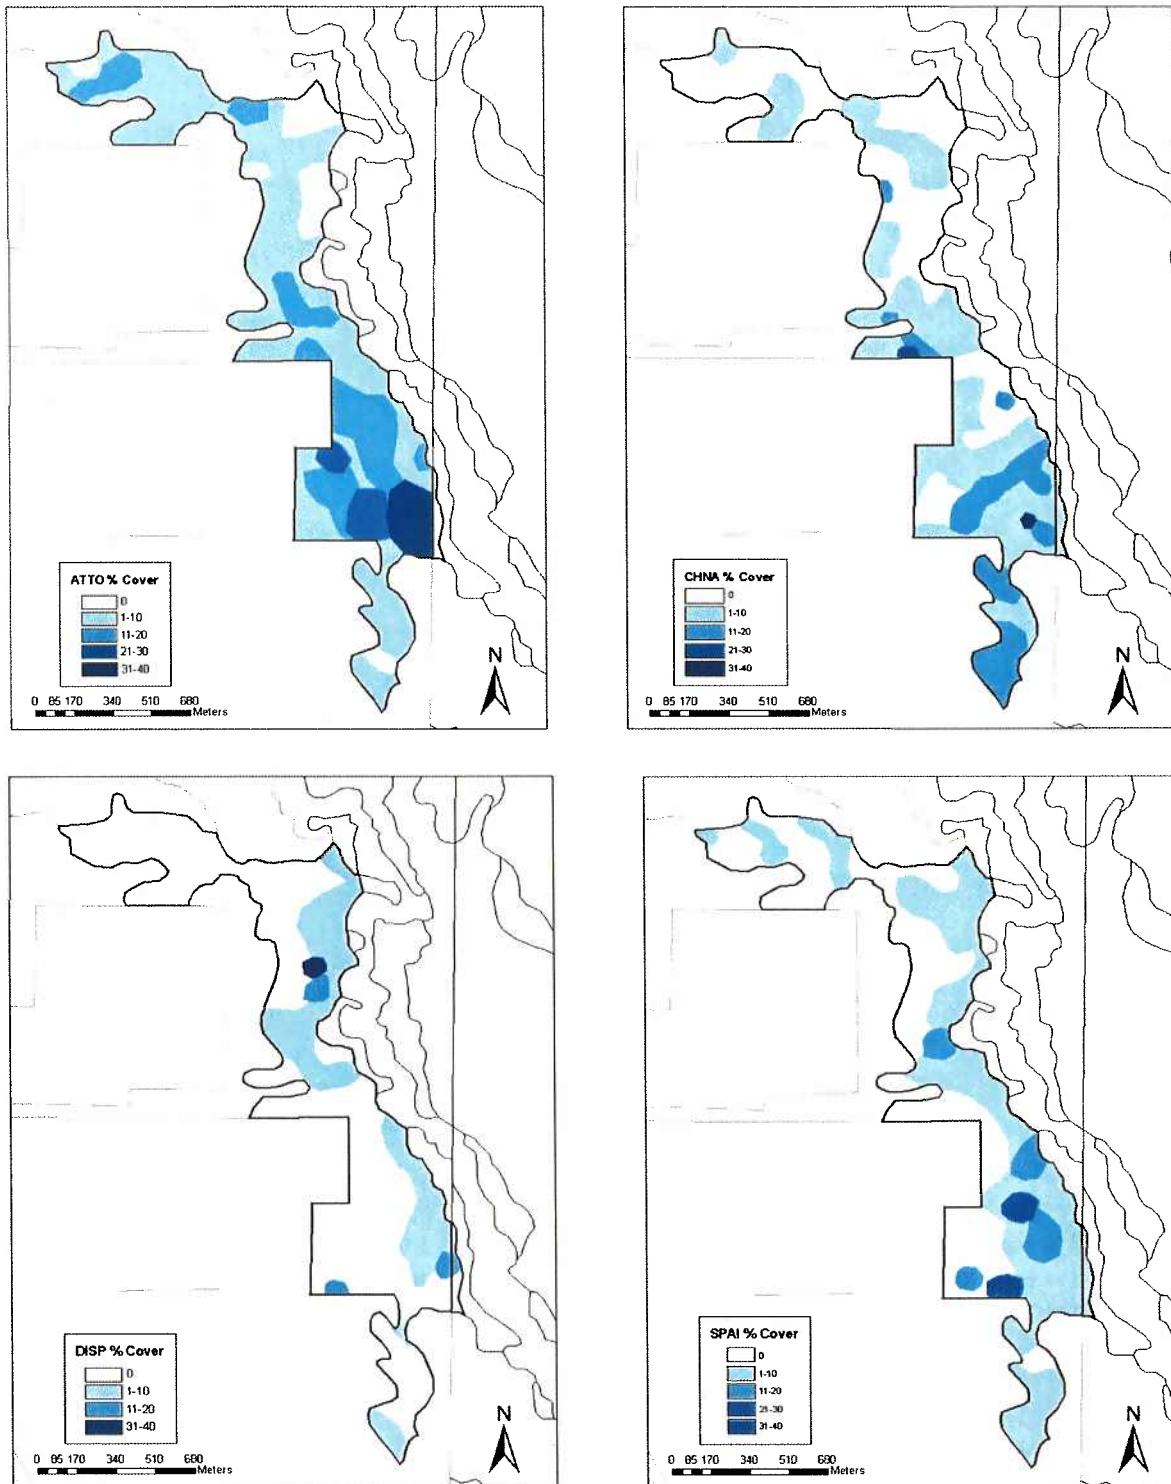 ATTO % Cover
0
1-10
11-20
21-30
31-40
N
0 85 170 340 510 680
Meters
CHNA % Cover
0
1-10
11-20
21-30
31-40
N
0 85 170 340 510 680
Meters
DISP % Cover
0
1-10
11-20
31-40
N
0 85 170 340 510 680
Meters
SPAI % Cover
0
1-10
11-20
21-30
31-40
N
0 85 170 340 510 680
Meters